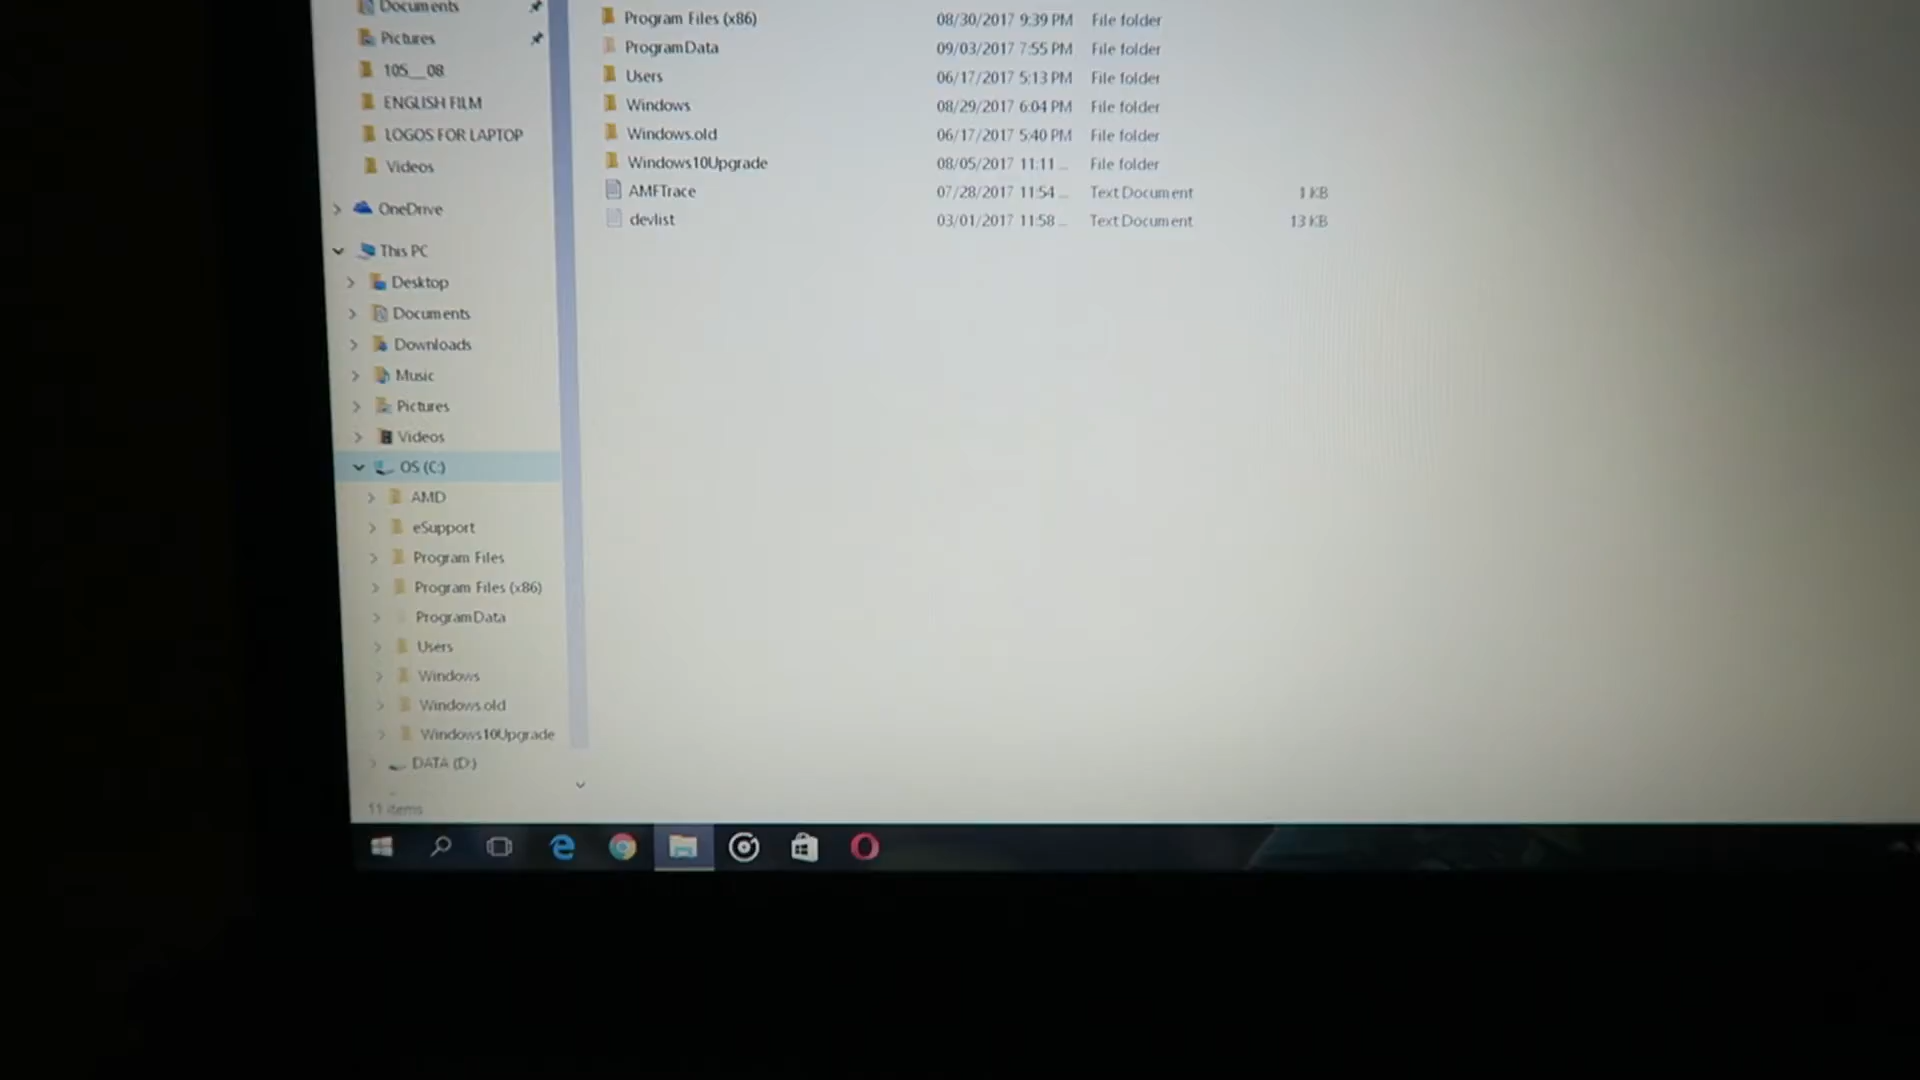 Documents
Pictures
105__08
ENGLISH FILM
LOGOS FOR LAPTOP
Videos
OneDrive
This PC
Desktop
Documents
Downloads
Music
Pictures
Videos
OS (C:)
AMD
eSupport
Program Files
Program Files (x86)
ProgramData
Users
Windows
Windows.old
Windows10Upgrade
DATA (D:)
11 items
Program Files (x86) 08/30/2017 9:39 PM File folder
ProgramData 09/03/2017 7:55 PM File folder
Users 06/17/2017 5:13 PM File folder
Windows 08/29/2017 6:04 PM File folder
Windows.old 06/17/2017 5:40 PM File folder
Windows10Upgrade 08/05/2017 11:11 ... File folder
AMFTrace 07/28/2017 11:54 ... Text Document 1 KB
devlist 03/01/2017 11:58 ... Text Document 13 KB